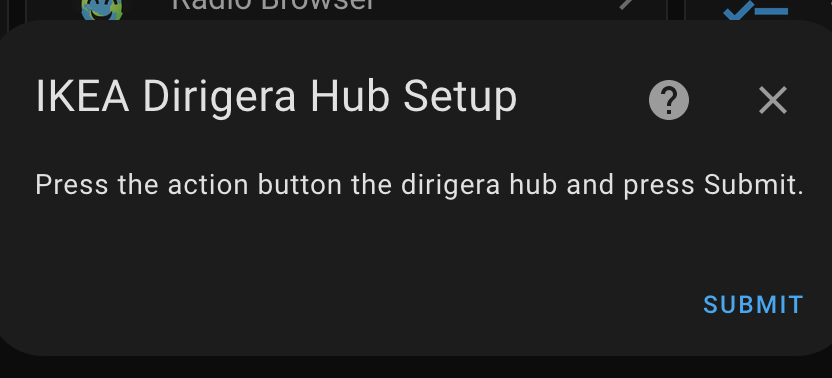 Radio Browser
IKEA Dirigera Hub Setup
Press the action button the dirigera hub and press Submit.
SUBMIT